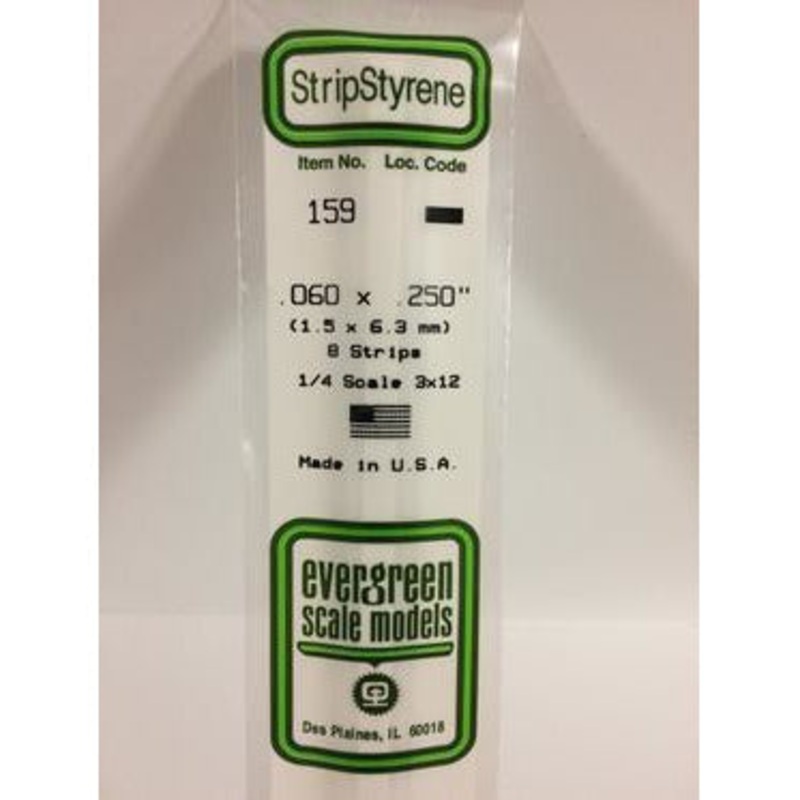 StripStyrene
Item No. Loc. Code
159
.060 x .250"
(1.5 x 6.3 mm)
8 Strips
1/4 Scale 3x12
Made in U.S.A.
evergreen
scale models
Des Plaines, IL 60018